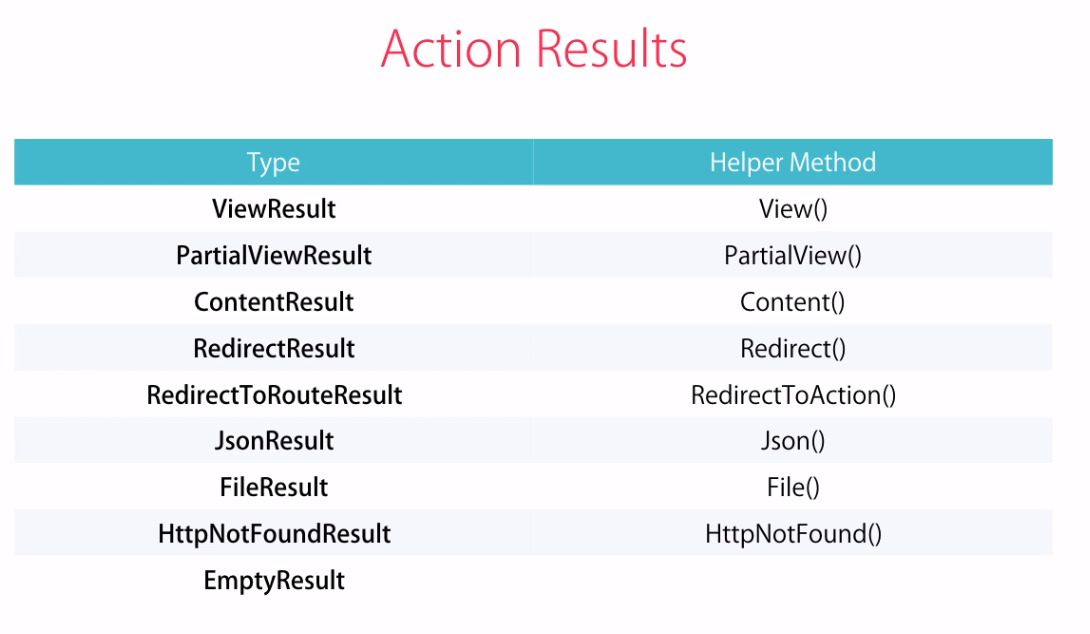 Action Results
Type Helper Method
ViewResult View()
PartialViewResult PartialView()
ContentResult Content()
RedirectResult Redirect()
RedirectToRouteResult RedirectToAction()
JsonResult Json()
FileResult File()
HttpNotFoundResult HttpNotFound()
EmptyResult